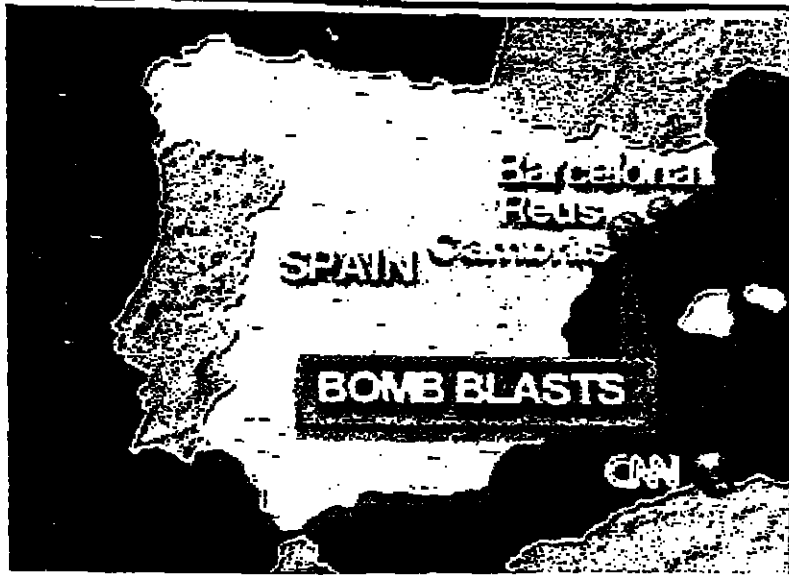 Barcelona
Reus
Cambrils
SPAIN
BOMB BLASTS
CNN